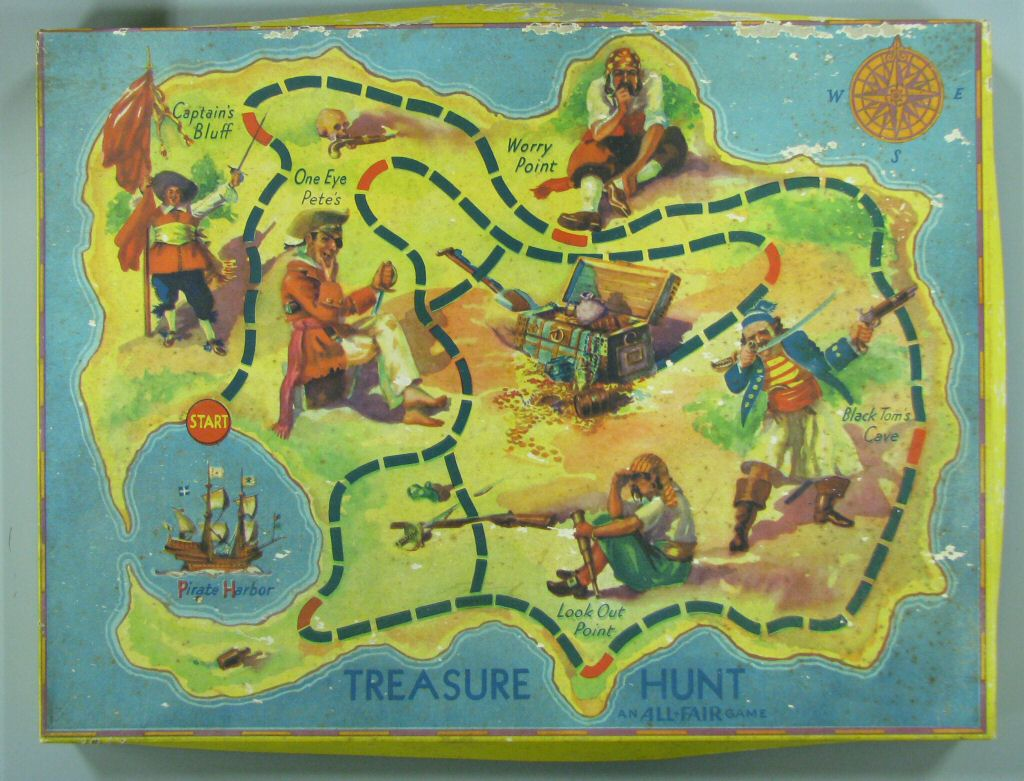 Captain's
Bluff
W
E
S
Worry
Point
One Eye
Pete's
START
Black Tom's
Cave
Pirate Harbor
Look Out
Point
TREASURE HUNT
AN ALL-FAIR GAME